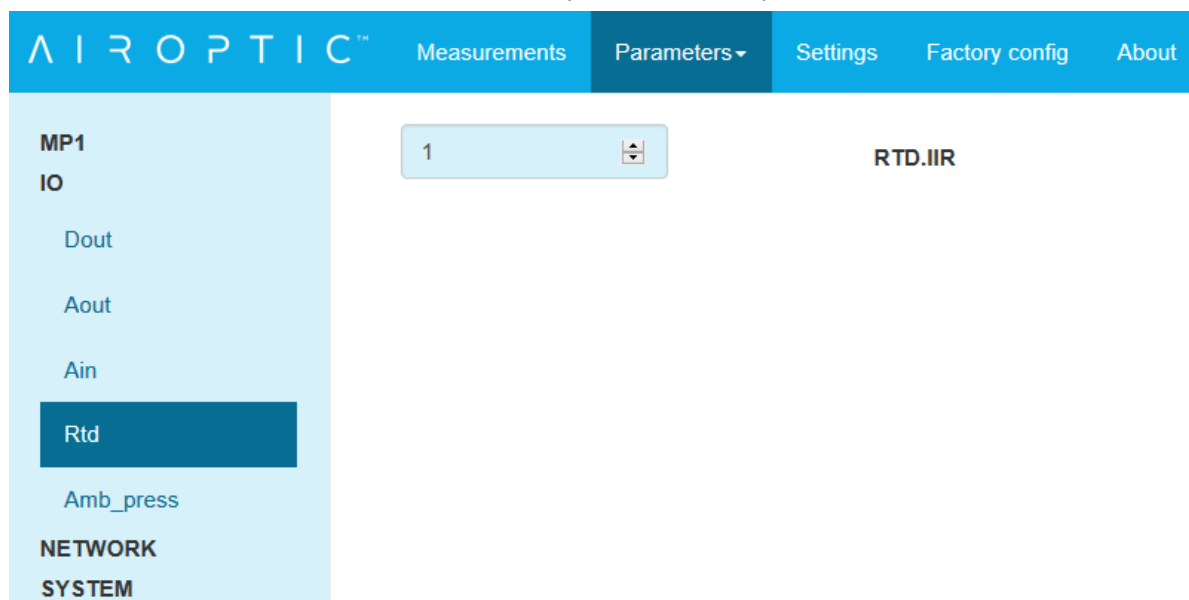 AIROPTIC™ Measurements Parameters Settings Factory config About
MP1
1
RTD.IIR
IO
Dout
Aout
Ain
Rtd
Amb_press
NETWORK
SYSTEM